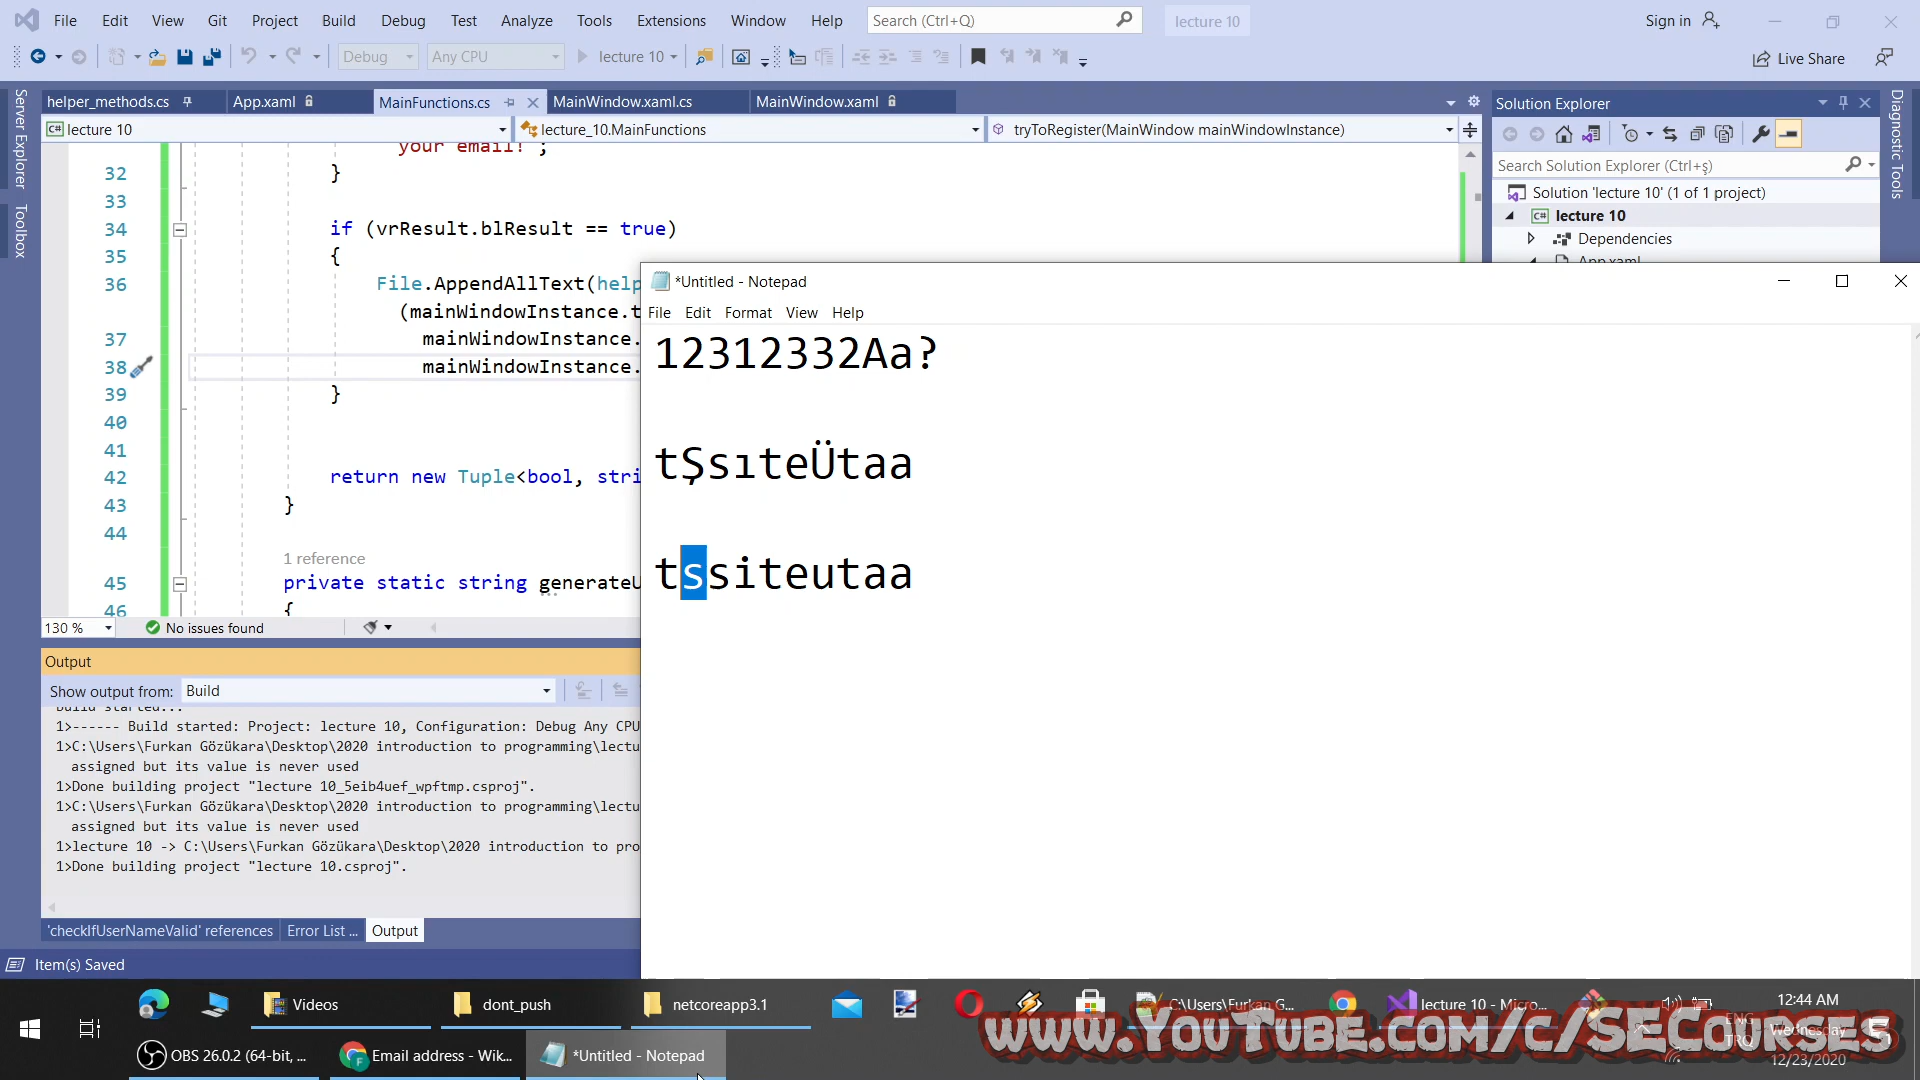 File Edit View Git Project Build Debug Test Analyze Tools Extensions Window Help Search (Ctrl+Q) lecture 10 Sign in
Debug Any CPU lecture 10 Live Share
helper_methods.cs App.xaml MainFunctions.cs MainWindow.xaml.cs MainWindow.xaml
lecture 10 lecture_10.MainFunctions tryToRegister(MainWindow mainWindowInstance)
Server Explorer
Toolbox
your email!";
32 }
33
34 if (vrResult.blResult == true)
35 {
36 File.AppendAllText(help
(mainWindowInstance.t
37 mainWindowInstance.
38 mainWindowInstance.
39 }
40
41
42 return new Tuple<bool, stri
43 }
44
1 reference
45 private static string generateU
46 {
130 % No issues found
Output
Show output from: Build
Build started...
1>------ Build started: Project: lecture 10, Configuration: Debug Any CPU
1>C:\Users\Furkan Gözükara\Desktop\2020 introduction to programming\lectu
assigned but its value is never used
1>Done building project "lecture 10_5eib4uef_wpftmp.csproj".
1>C:\Users\Furkan Gözükara\Desktop\2020 introduction to programming\lectu
assigned but its value is never used
1>lecture 10 -> C:\Users\Furkan Gözükara\Desktop\2020 introduction to pro
1>Done building project "lecture 10.csproj".
'checkIfUserNameValid' references Error List ... Output
Item(s) Saved
Solution Explorer
Search Solution Explorer (Ctrl+ş)
Solution 'lecture 10' (1 of 1 project)
lecture 10
Dependencies
App.xaml
Diagnostic Tools
*Untitled - Notepad
File Edit Format View Help
12312332Aa?
tŞsıteÜtaa
tssiteutaa
Videos dont_push netcoreapp3.1 C:\Users\Furkan G... lecture 10 - Micro... 12:44 AM
OBS 26.0.2 (64-bit, ... Email address - Wik... *Untitled - Notepad ENG TRQ Wednesday
12/23/2020
www.YouTube.com/c/SECourses